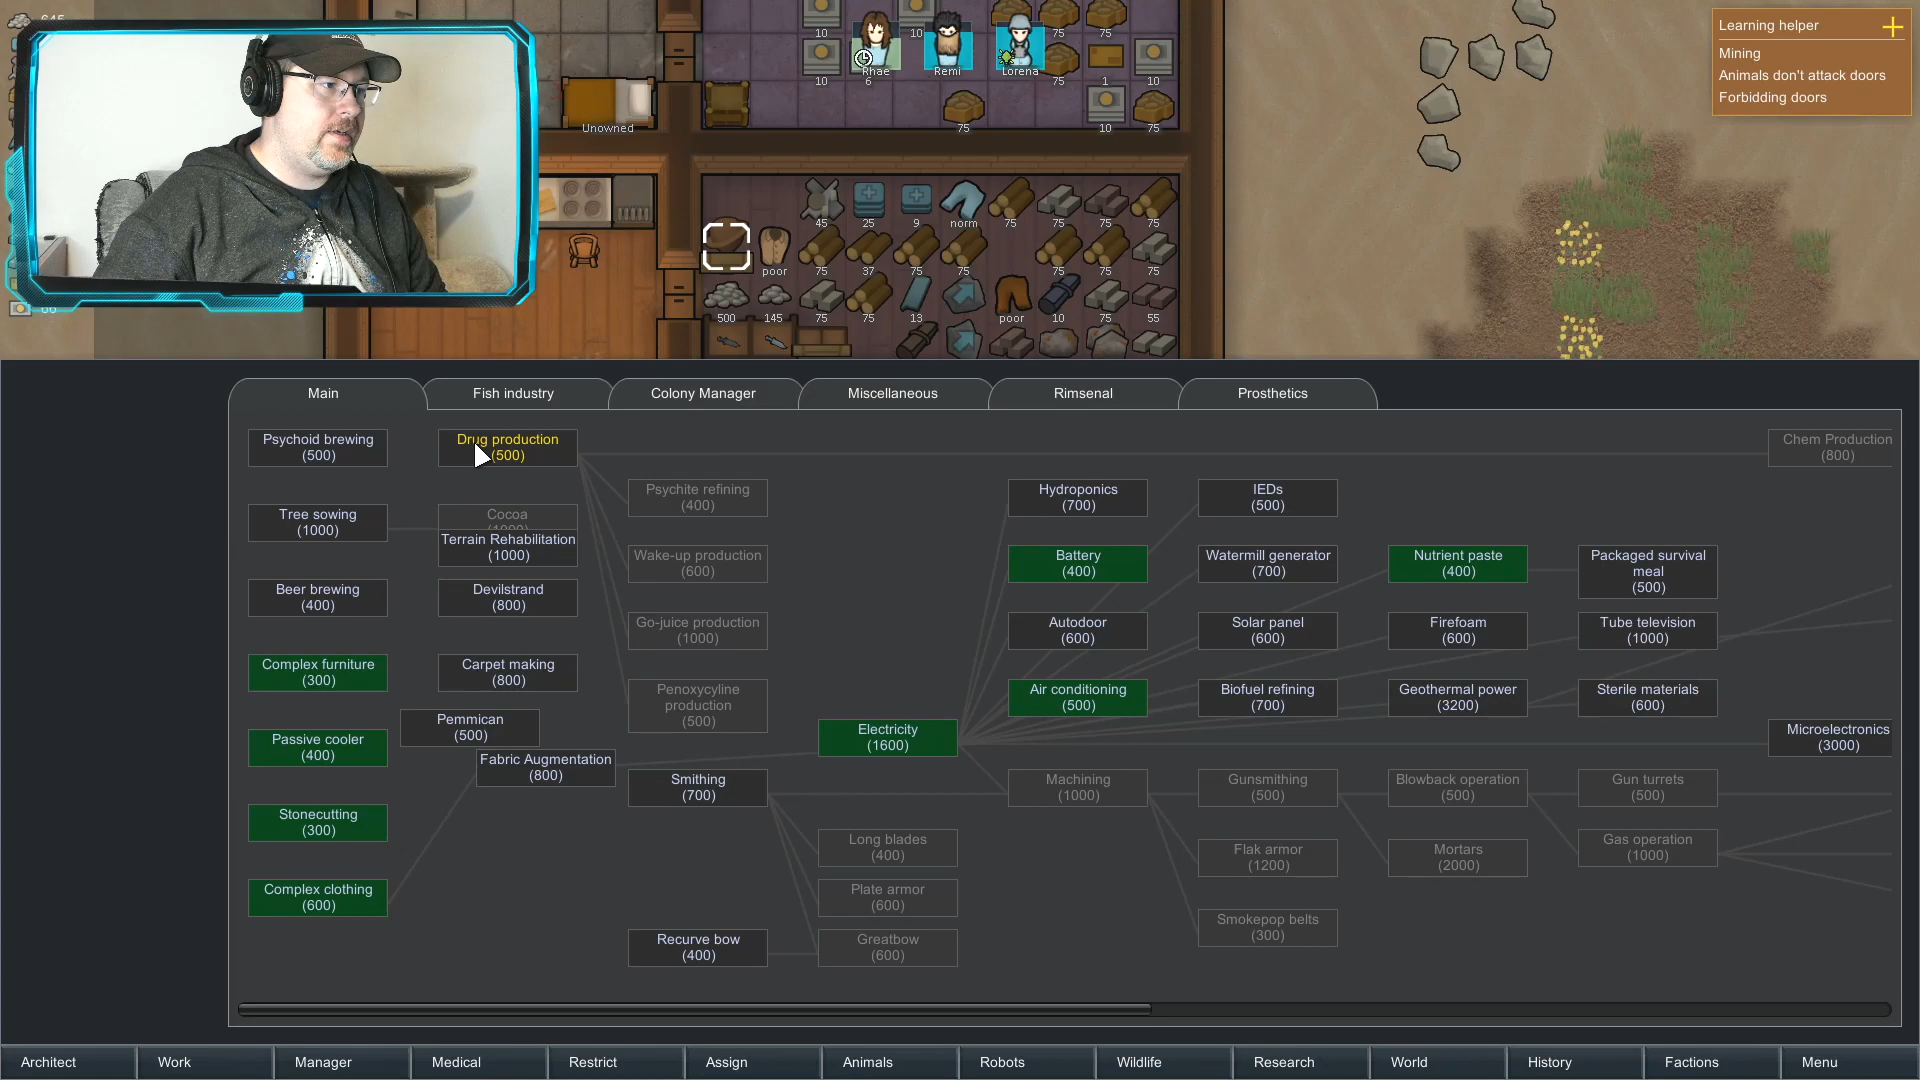 10
10
75
75
Learning helper
Mining
Animals don't attack doors
Forbidding doors
Rhae
Remi
Lorena
10
6
75
1
10
Unowned
75
10
75
45
25
9
norm
75
75
75
75
poor
75
37
75
75
75
75
75
500
145
75
75
13
poor
10
75
55
Main
Fish industry
Colony Manager
Miscellaneous
Rimsenal
Prosthetics
Psychoid brewing
(500)
Drug production
(500)
Chem Production
(800)
Psychite refining
(400)
Hydroponics
(700)
IEDs
(500)
Tree sowing
(1000)
Cocoa
(1000)
Terrain Rehabilitation
(1000)
Wake-up production
(600)
Battery
(400)
Watermill generator
(700)
Nutrient paste
(400)
Packaged survival
meal
(500)
Beer brewing
(400)
Devilstrand
(800)
Go-juice production
(1000)
Autodoor
(600)
Solar panel
(600)
Firefoam
(600)
Tube television
(1000)
Complex furniture
(300)
Carpet making
(800)
Penoxycyline
production
(500)
Air conditioning
(500)
Biofuel refining
(700)
Geothermal power
(3200)
Sterile materials
(600)
Pemmican
(500)
Electricity
(1600)
Microelectronics
(3000)
Passive cooler
(400)
Fabric Augmentation
(800)
Smithing
(700)
Machining
(1000)
Gunsmithing
(500)
Blowback operation
(500)
Gun turrets
(500)
Stonecutting
(300)
Long blades
(400)
Flak armor
(1200)
Mortars
(2000)
Gas operation
(1000)
Complex clothing
(600)
Plate armor
(600)
Smokepop belts
(300)
Recurve bow
(400)
Greatbow
(600)
Architect
Work
Manager
Medical
Restrict
Assign
Animals
Robots
Wildlife
Research
World
History
Factions
Menu